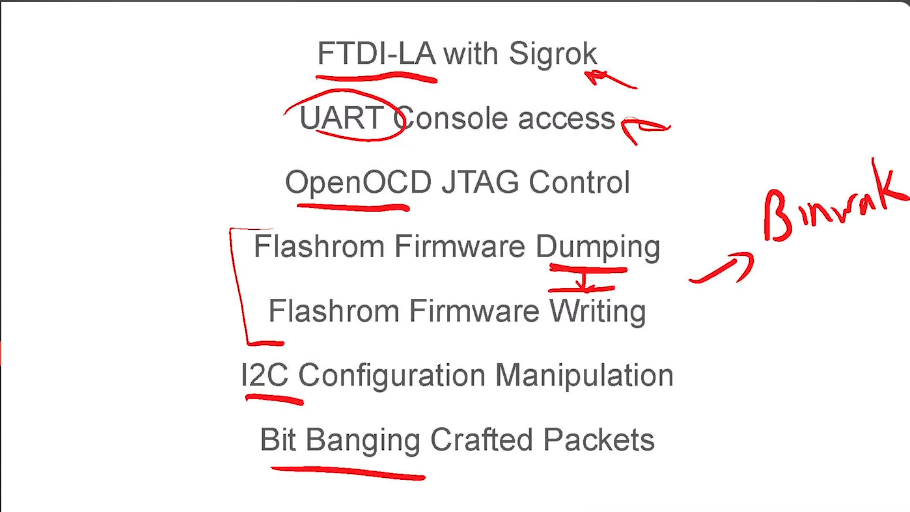 FTDI-LA with Sigrok
UART Console access
OpenOCD JTAG Control
Flashrom Firmware Dumping
Binwak
Flashrom Firmware Writing
I2C Configuration Manipulation
Bit Banging Crafted Packets